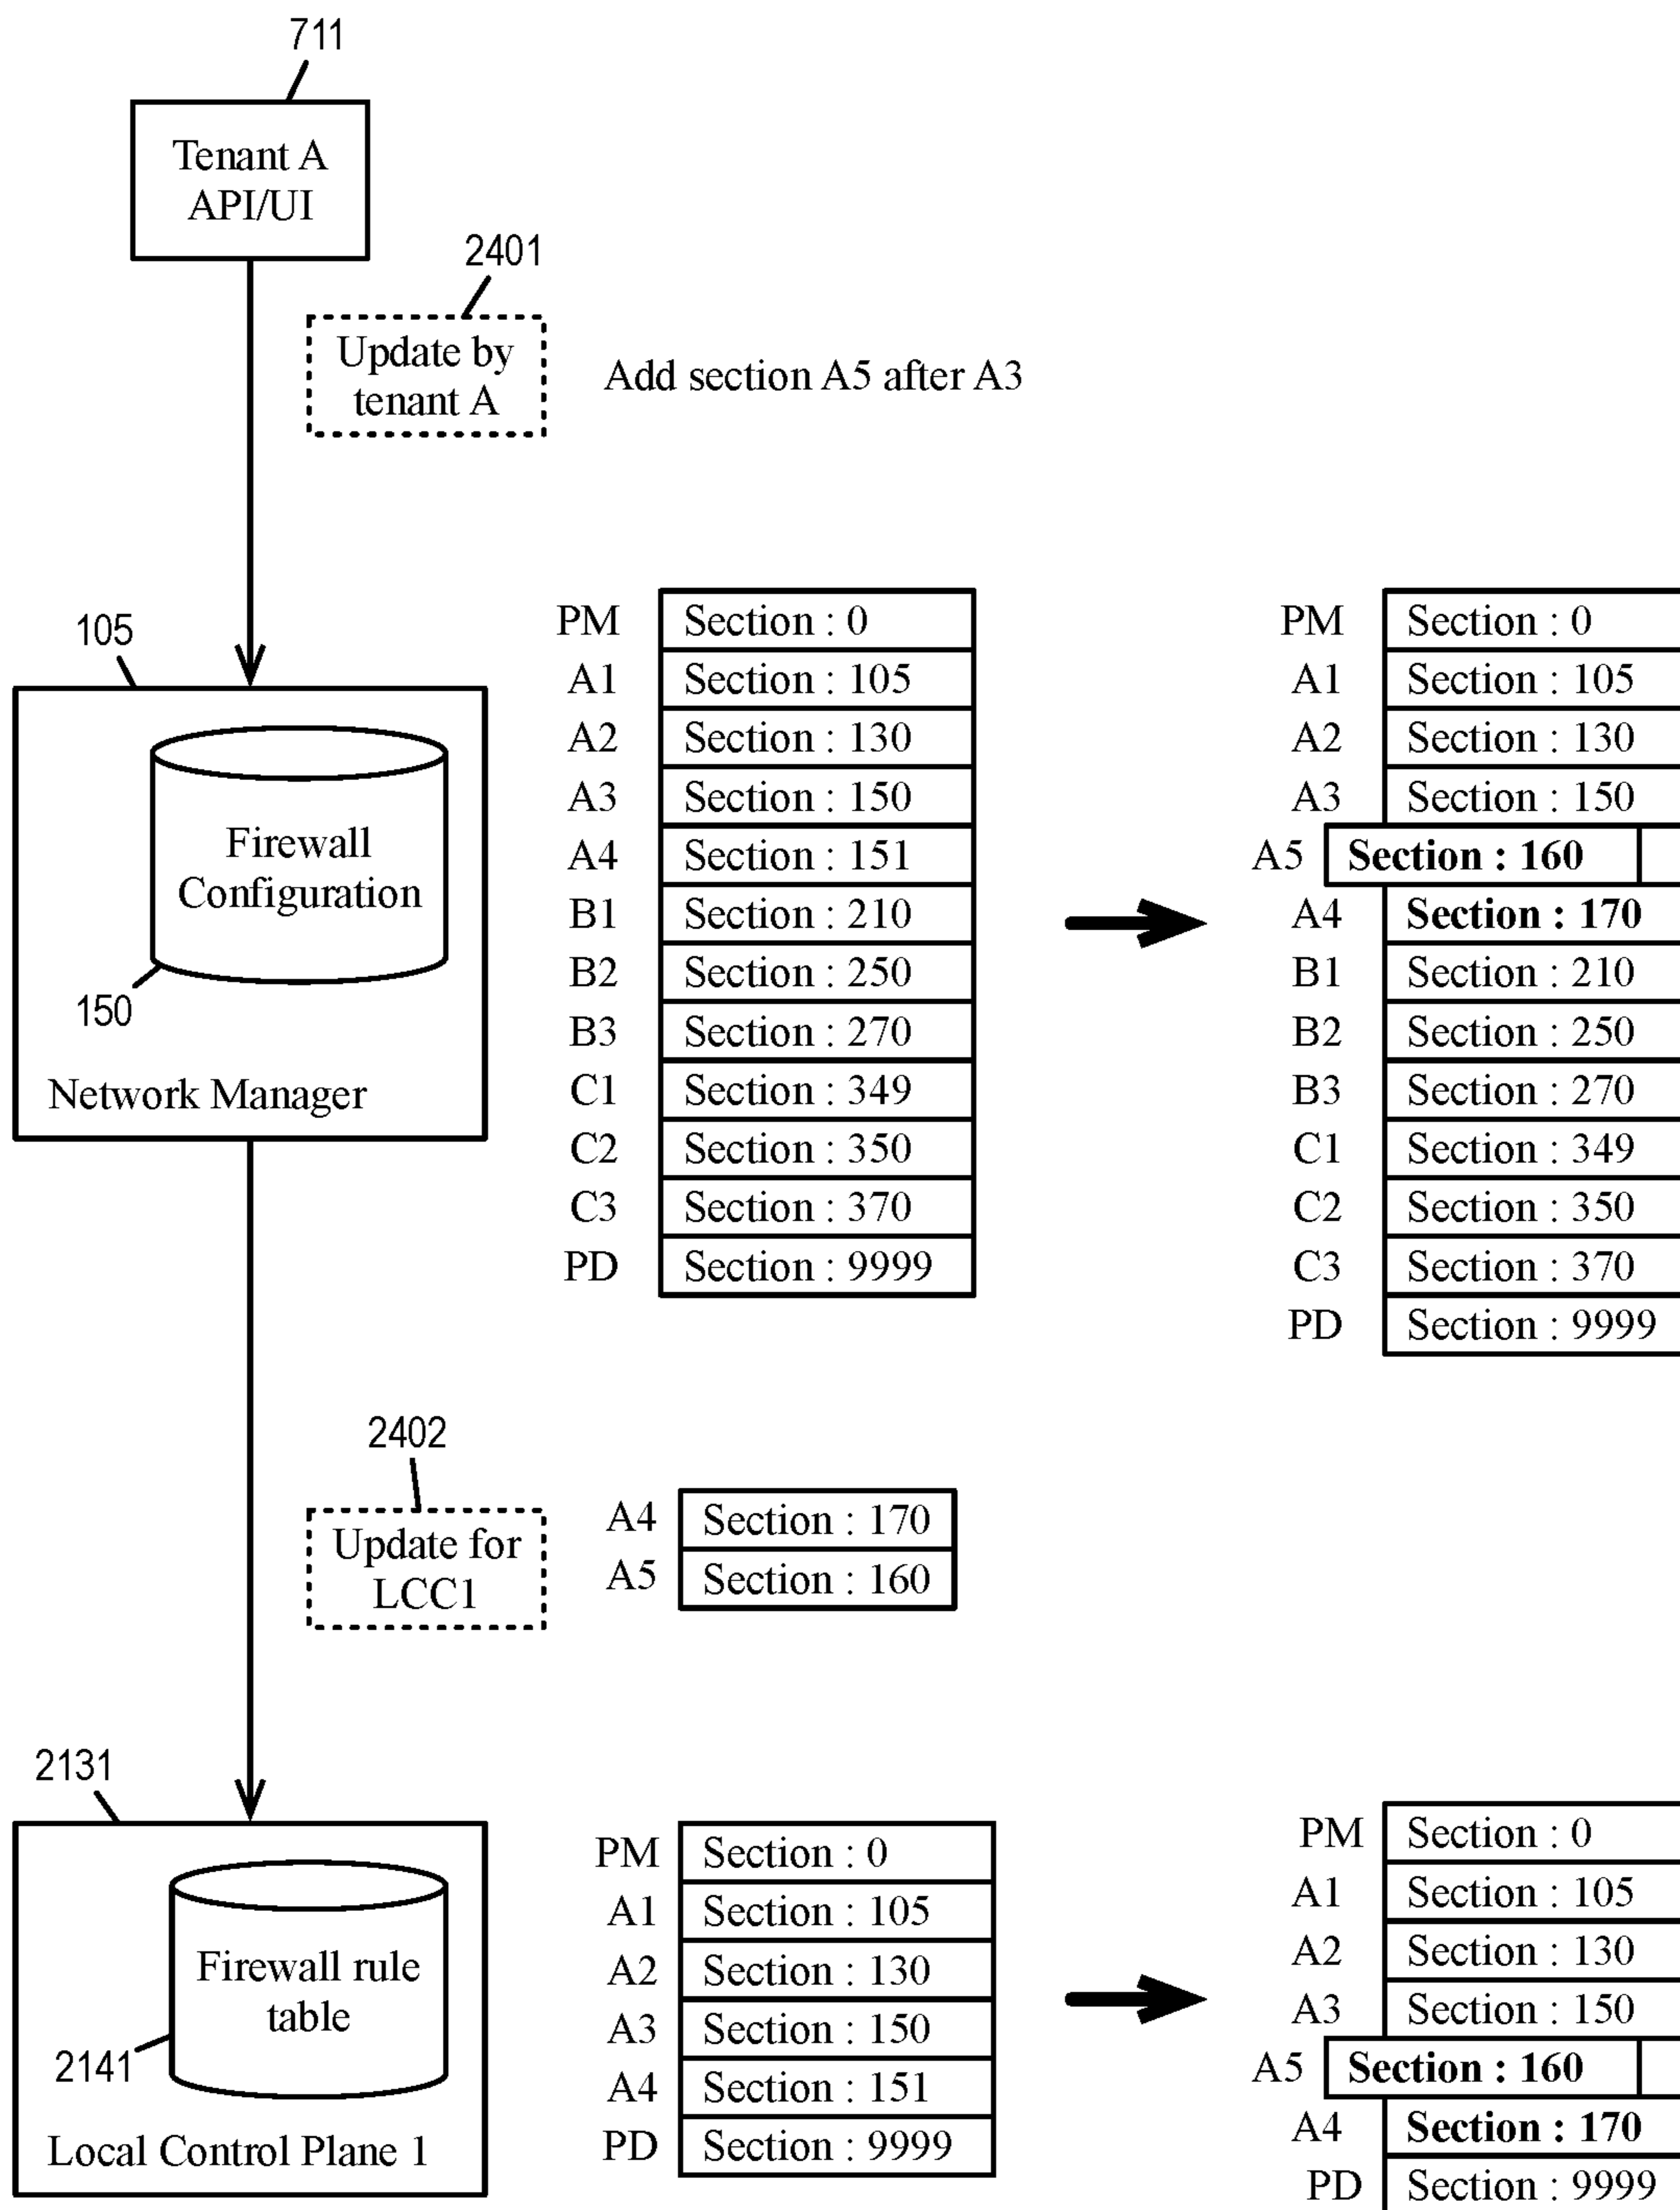 711
Tenant A
API/UI
2401
Update by
tenant A
Add section A5 after A3
105
Firewall
Configuration
150
Network Manager
PM Section : 0
A1 Section : 105
A2 Section : 130
A3 Section : 150
A4 Section : 151
B1 Section : 210
B2 Section : 250
B3 Section : 270
C1 Section : 349
C2 Section : 350
C3 Section : 370
PD Section : 9999
PM Section : 0
A1 Section : 105
A2 Section : 130
A3 Section : 150
A5 Section : 160
A4 Section : 170
B1 Section : 210
B2 Section : 250
B3 Section : 270
C1 Section : 349
C2 Section : 350
C3 Section : 370
PD Section : 9999
2402
Update for
LCC1
A4 Section : 170
A5 Section : 160
2131
Firewall rule
table
2141
Local Control Plane 1
PM Section : 0
A1 Section : 105
A2 Section : 130
A3 Section : 150
A4 Section : 151
PD Section : 9999
PM Section : 0
A1 Section : 105
A2 Section : 130
A3 Section : 150
A5 Section : 160
A4 Section : 170
PD Section : 9999